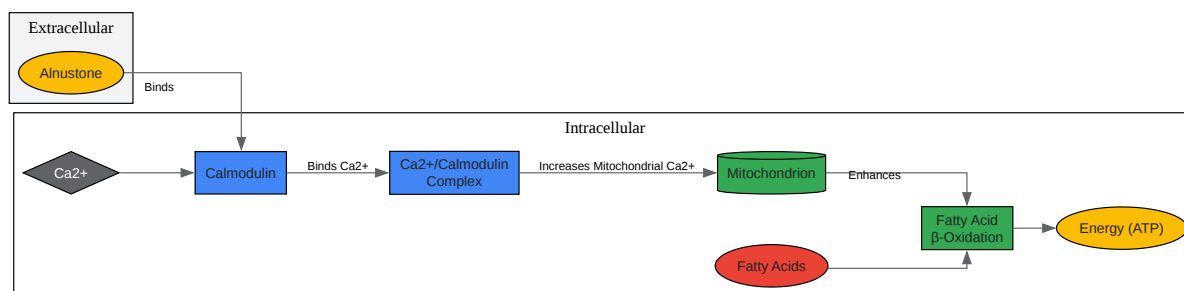 Extracellular
Alnustone
Binds
Intracellular
Ca2+
Calmodulin
Binds Ca2+
Ca2+/Calmodulin
Complex
Increases Mitochondrial Ca2+
Mitochondrion
Enhances
Fatty Acid
β-Oxidation
Energy (ATP)
Fatty Acids